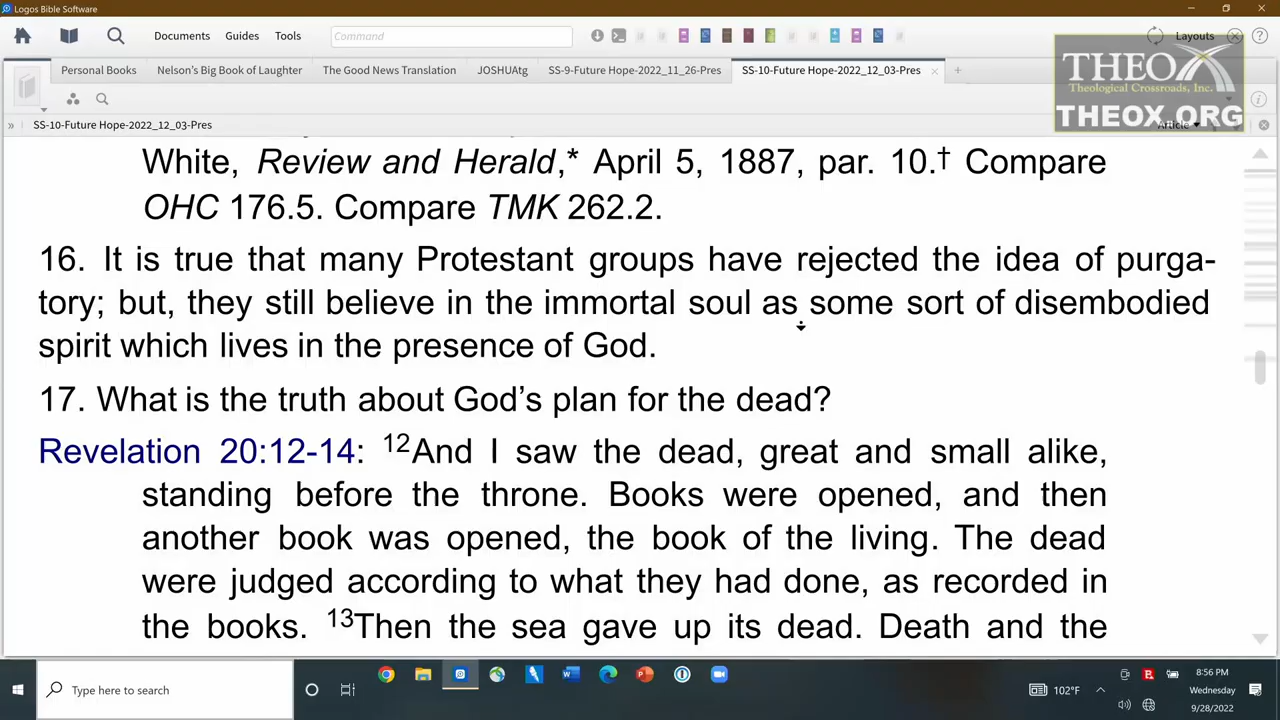 Logos Bible Software
Documents Guides Tools Command Layouts
Personal Books Nelson's Big Book of Laughter The Good News Translation JOSHUAtg SS-9-Future Hope-2022_11_26-Pres SS-10-Future Hope-2022_12_03-Pres
THEOX
Theological Crossroads, Inc.
THEOX.ORG
SS-10-Future Hope-2022_12_03-Pres Article
White, Review and Herald,* April 5, 1887, par. 10.† Compare
OHC 176.5. Compare TMK 262.2.
16. It is true that many Protestant groups have rejected the idea of purga-
tory; but, they still believe in the immortal soul as some sort of disembodied
spirit which lives in the presence of God.
17. What is the truth about God's plan for the dead?
Revelation 20:12-14: 12And I saw the dead, great and small alike,
standing before the throne. Books were opened, and then
another book was opened, the book of the living. The dead
were judged according to what they had done, as recorded in
the books. 13Then the sea gave up its dead. Death and the
Type here to search
102°F
8:56 PM
Wednesday
9/28/2022